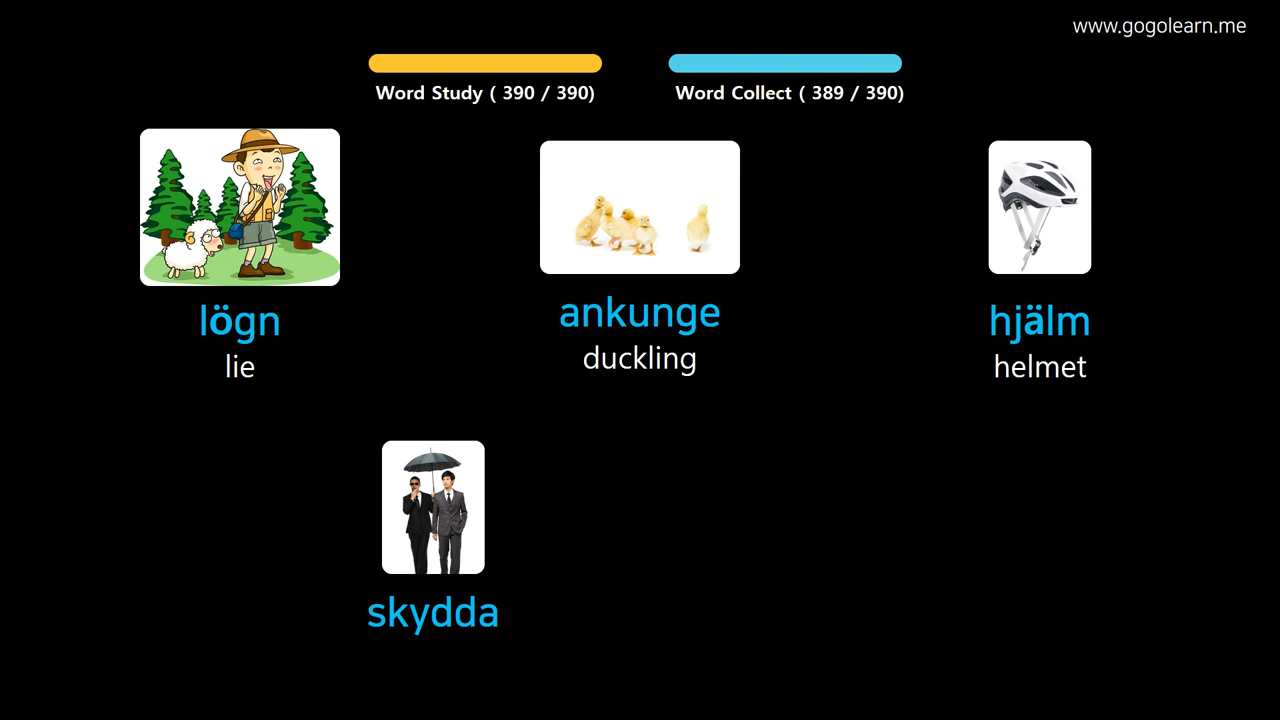 www.gogolearn.me
Word Study ( 390 / 390)
Word Collect ( 389 / 390)
lögn
lie
ankunge
duckling
hjälm
helmet
skydda